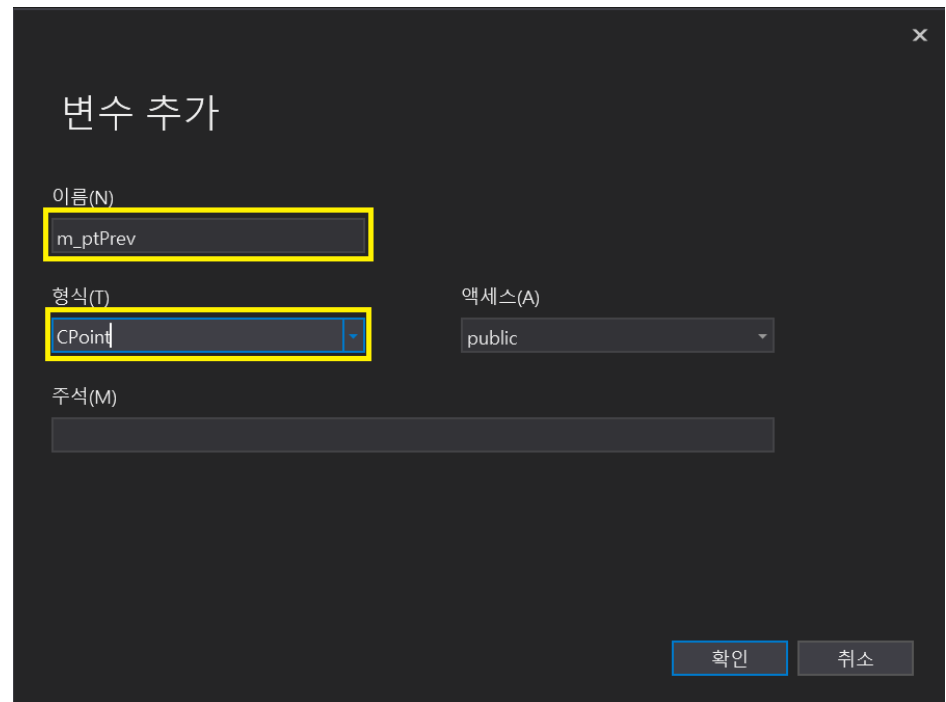 변수 추가
이름(N)
m_ptPrev
형식(T)
액세스(A)
CPoint
public
주석(M)
확인
취소